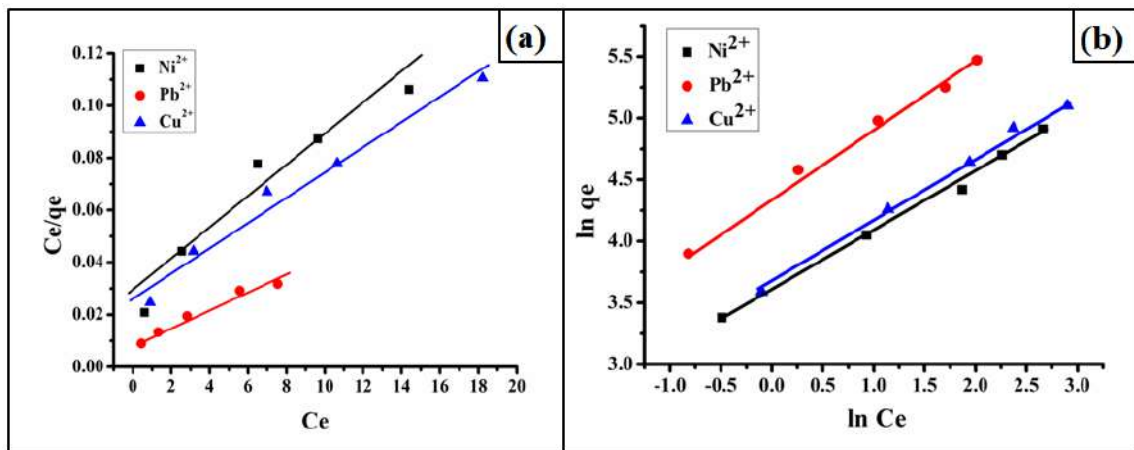 (a)
Ni2+
Pb2+
Cu2+
Ce/qe
0.12
0.10
0.08
0.06
0.04
0.02
0.00
0 2 4 6 8 10 12 14 16 18 20
Ce
(b)
Ni2+
Pb2+
Cu2+
ln qe
5.5
5.0
4.5
4.0
3.5
3.0
-1.0 -0.5 0.0 0.5 1.0 1.5 2.0 2.5 3.0
ln Ce